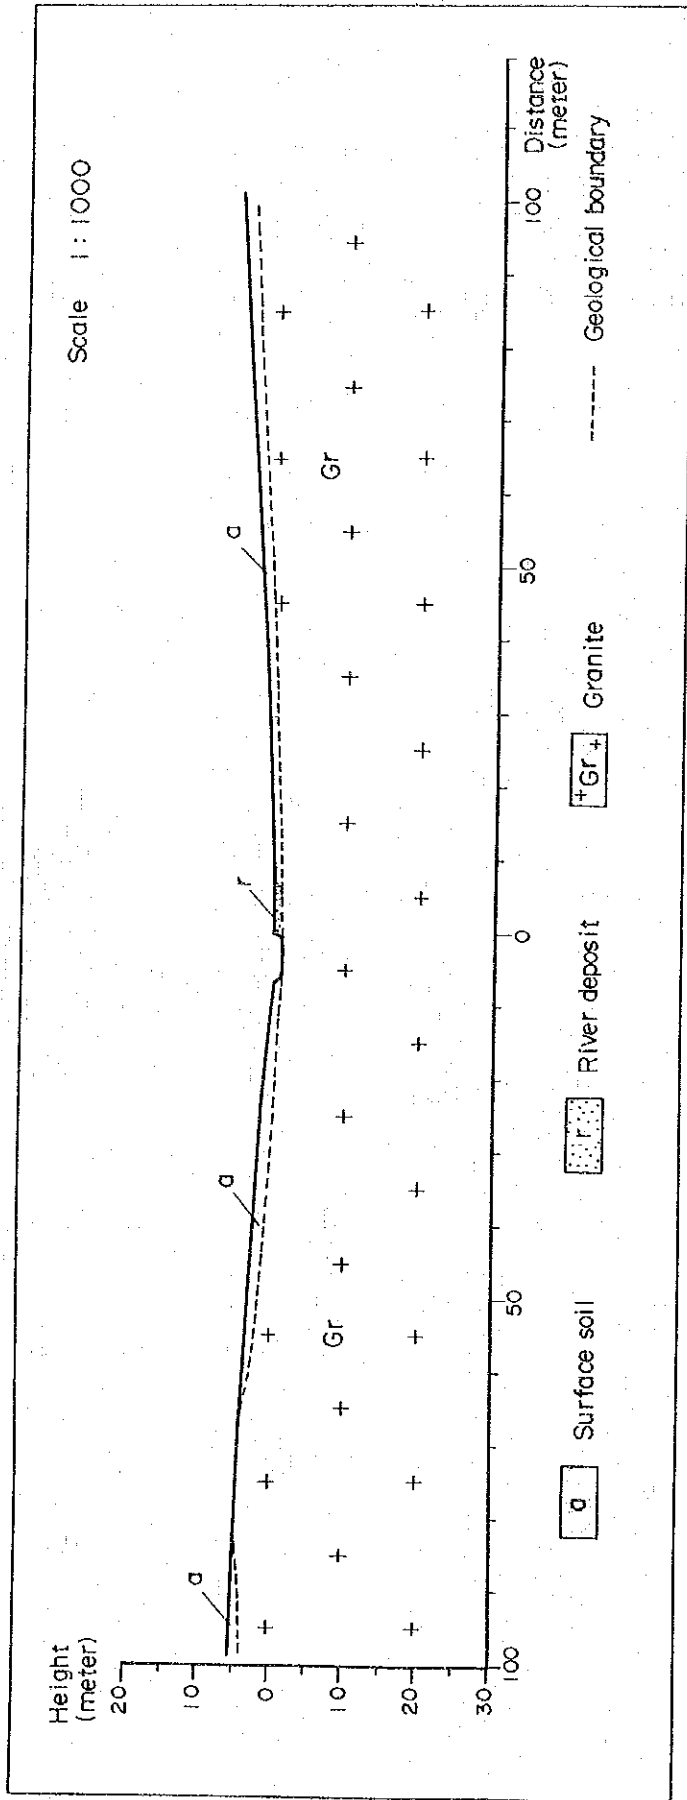 Scale 1:1000
Height
(meter)
20
10
0
10
20
30
a
a
r
a
Gr
Gr
100
50
0
50
100
Distance
(meter)
a Surface soil
r River deposit
Gr Granite
Geological boundary